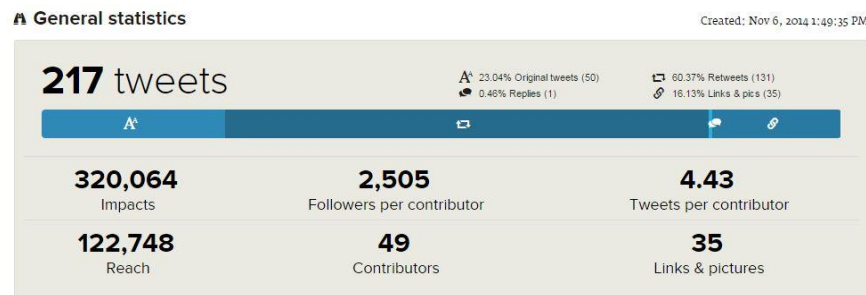 General statistics
Created: Nov 6, 2014 1:49:35 PM
217 tweets
23.04% Original tweets (50)
60.37% Retweets (131)
0.46% Replies (1)
16.13% Links & pics (35)
320,064
2,505
4.43
Impacts
Followers per contributor
Tweets per contributor
122,748
49
35
Reach
Contributors
Links & pictures